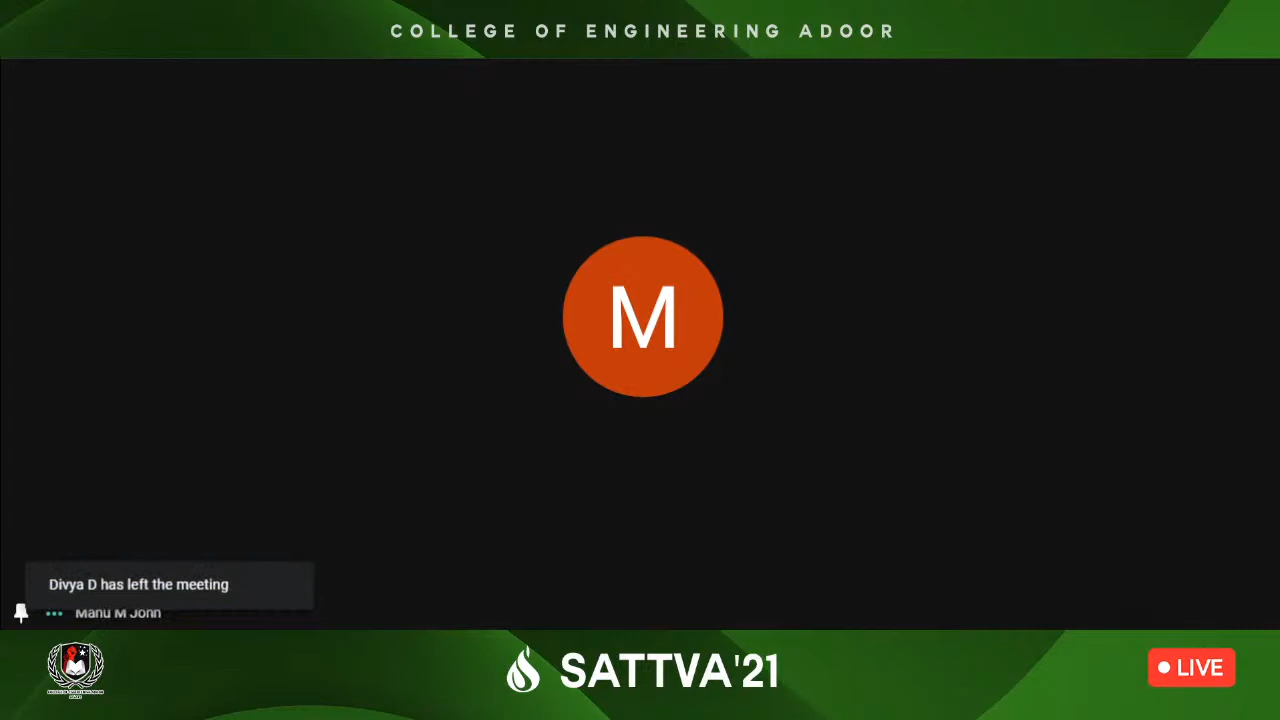 COLLEGE OF ENGINEERING ADOOR
M
Divya D has left the meeting
Manu M John
SATTVA'21
LIVE